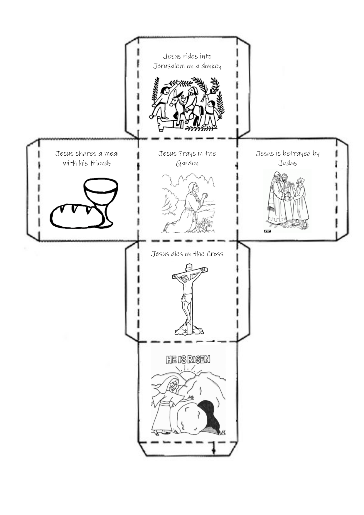 Jesus rides into
Jerusalem on a donkey
Jesus shares a meal
with his friends
Jesus Prays in the
Garden
Jesus is betrayed by
Judas
Jesus dies on the Cross
HE IS RISEN